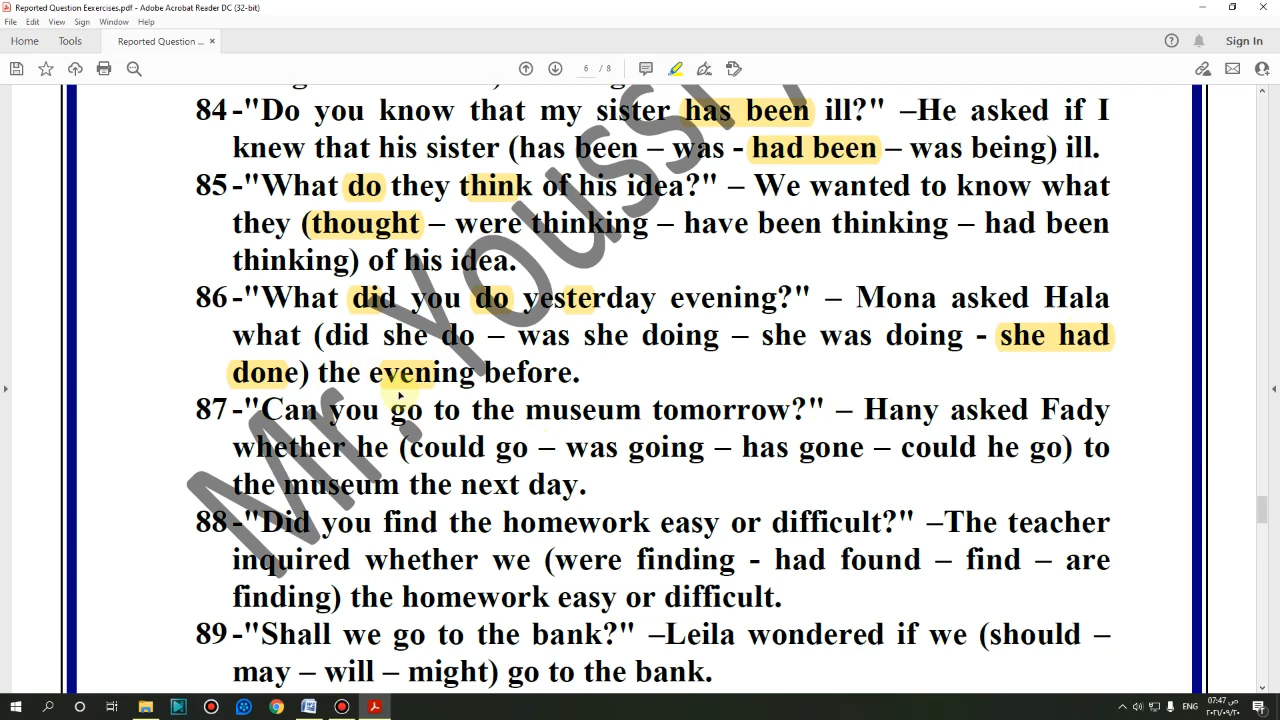 Reported Question Eexercises.pdf - Adobe Acrobat Reader DC (32-bit)
File Edit View Sign Window Help
Home Tools Reported Question ... × Sign In
6 / 8
84-"Do you know that my sister has been ill?" –He asked if I
knew that his sister (has been – was - had been – was being) ill.
85-"What do they think of his idea?" – We wanted to know what
they (thought – were thinking – have been thinking – had been
thinking) of his idea.
86-"What did you do yesterday evening?" – Mona asked Hala
what (did she do – was she doing – she was doing - she had
done) the evening before.
87-"Can you go to the museum tomorrow?" – Hany asked Fady
whether he (could go – was going – has gone – could he go) to
the museum the next day.
88-"Did you find the homework easy or difficult?" –The teacher
inquired whether we (were finding - had found – find – are
finding) the homework easy or difficult.
89-"Shall we go to the bank?" –Leila wondered if we (should –
may – will – might) go to the bank.
Mr. Youssi
ENG
07:47 ص